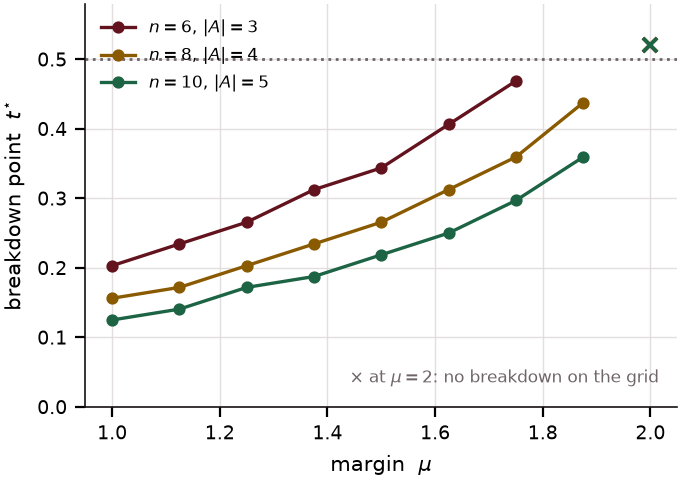 n = 6, |A| = 3
n = 8, |A| = 4
n = 10, |A| = 5
breakdown point t*
0.5
0.4
0.3
0.2
0.1
0.0
× at μ = 2: no breakdown on the grid
1.0 1.2 1.4 1.6 1.8 2.0
margin μ